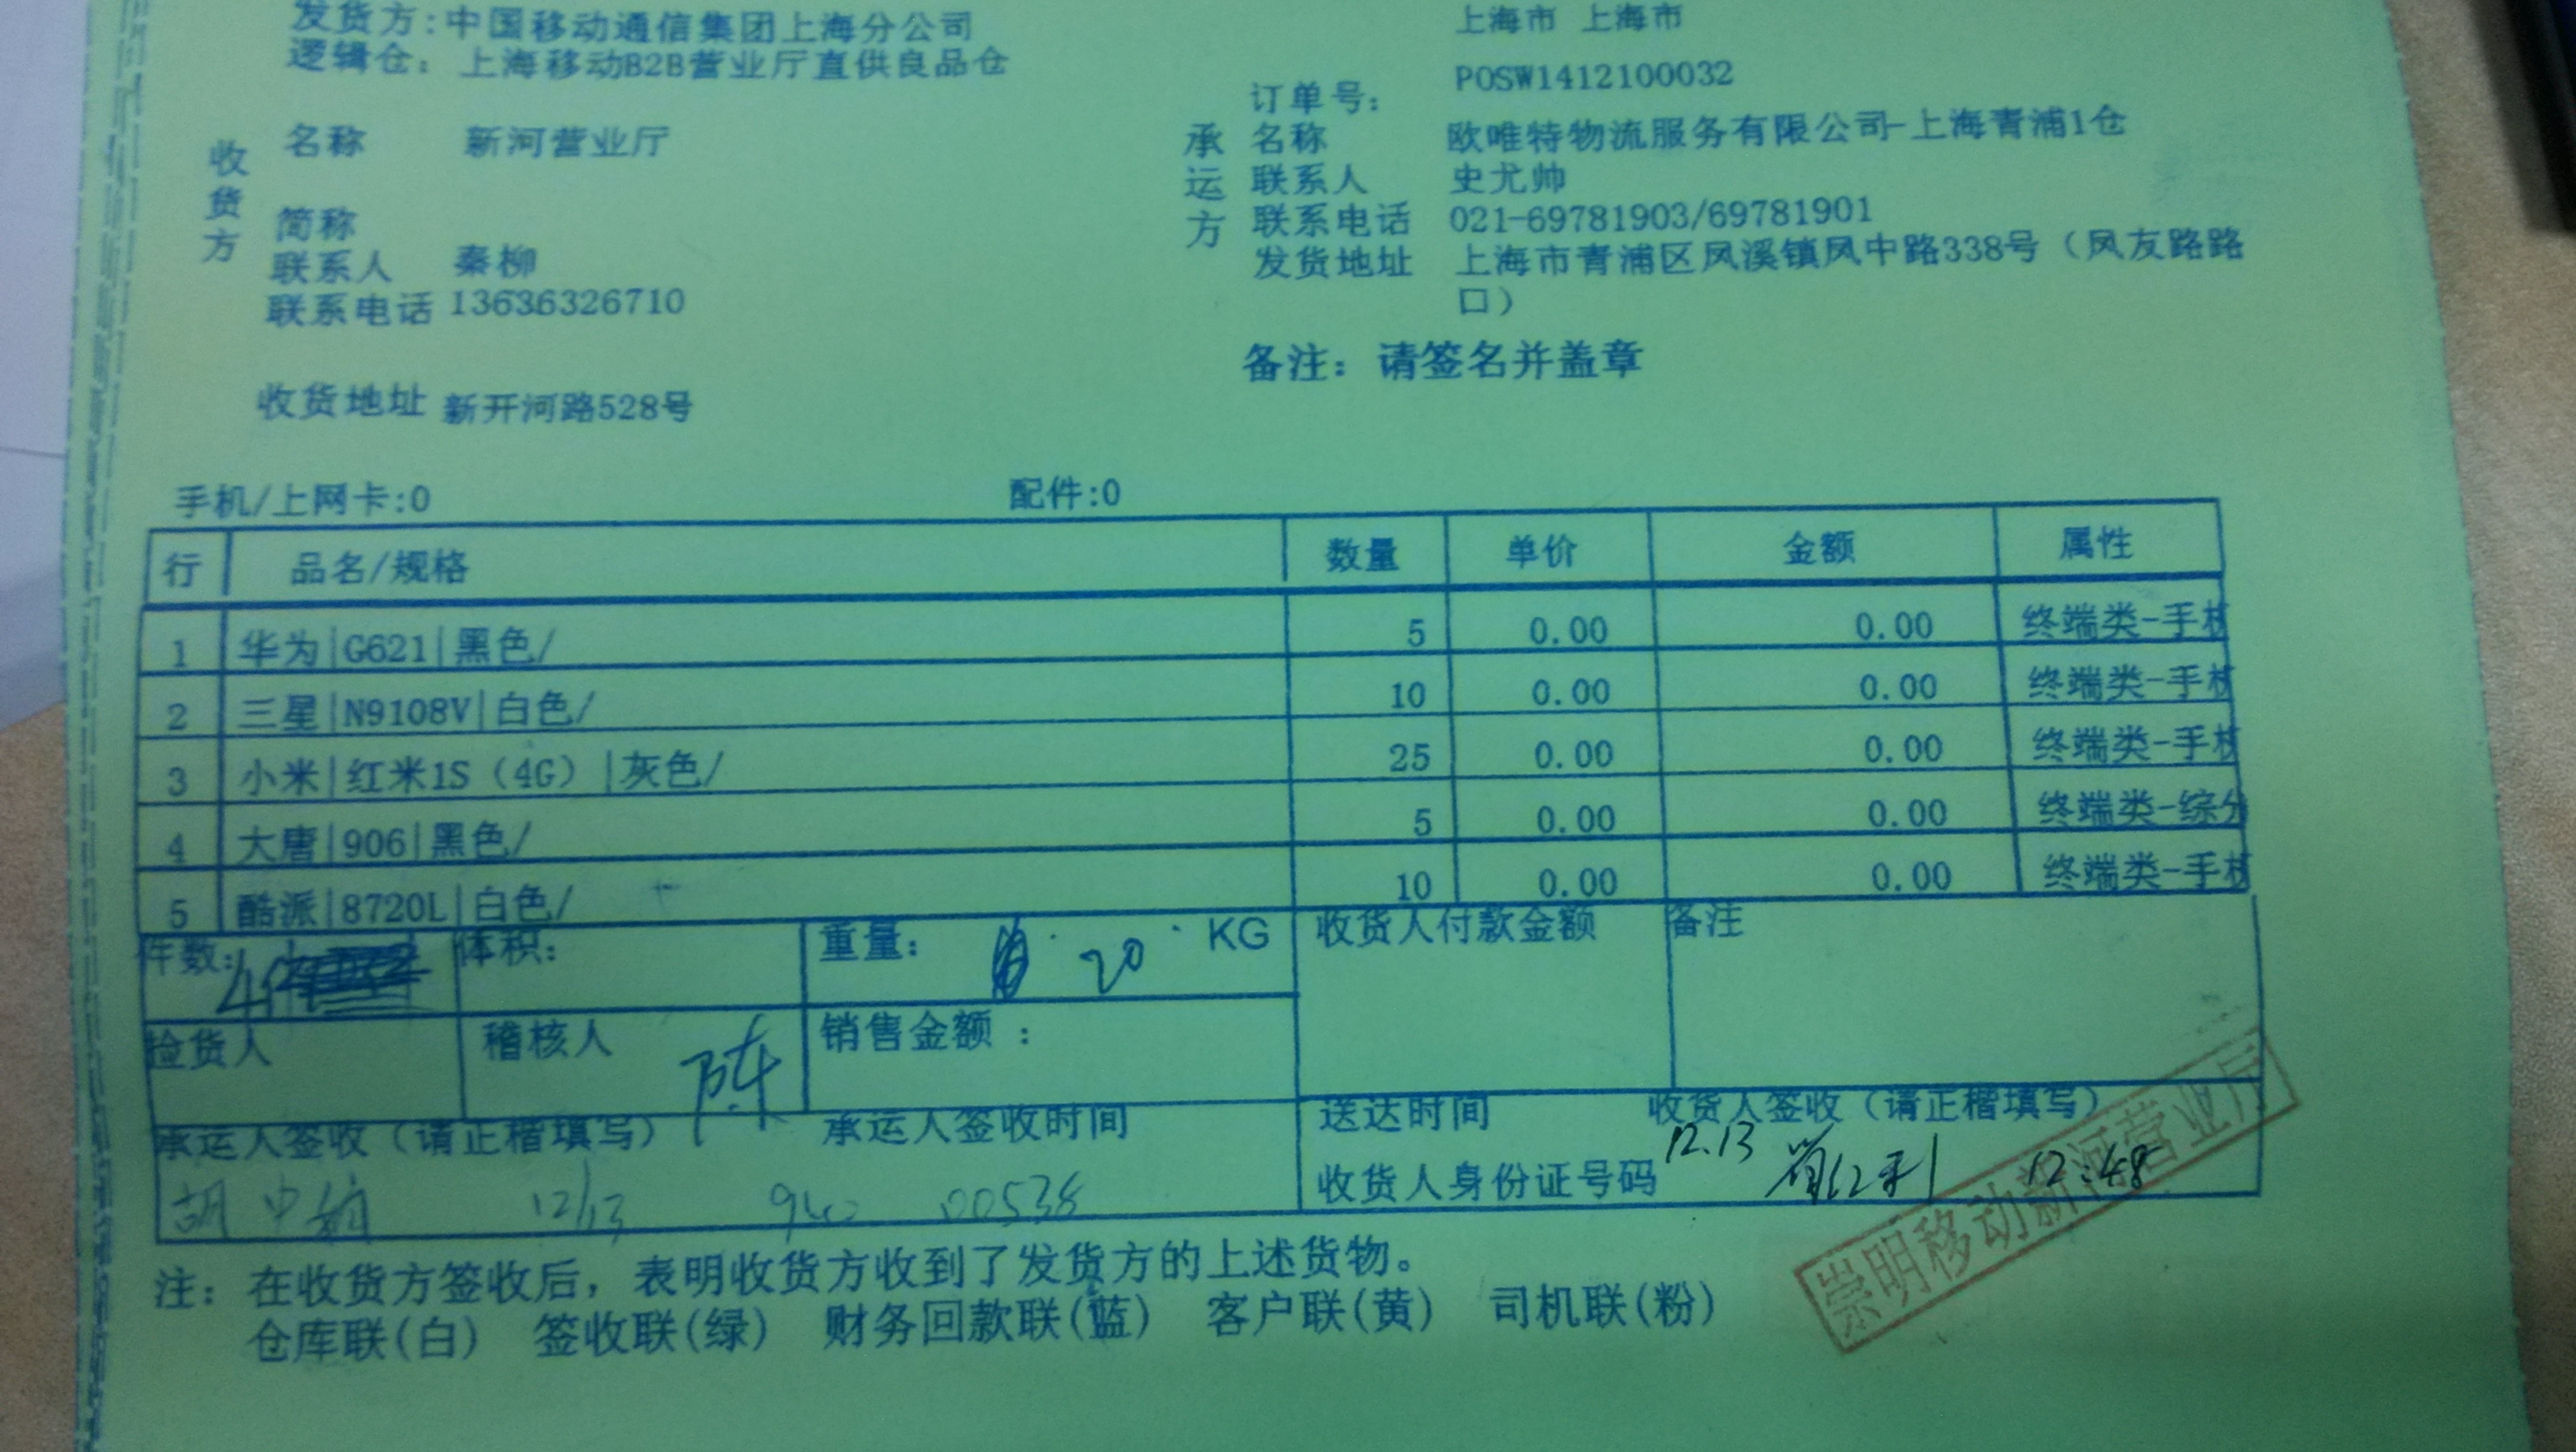 发货方:中国移动通信集团上海分公司
逻辑仓：上海移动B2B营业厅直供良品仓
上海市 上海市
订单号： POSW1412100032
收货方
名称 新河营业厅
简称
联系人 秦柳
联系电话 13636326710
收货地址 新开河路528号
承运方
名称 欧唯特物流服务有限公司-上海青浦1仓
联系人 史尤帅
联系电话 021-69781903/69781901
发货地址 上海市青浦区凤溪镇凤中路338号（凤友路路
口）
备注：请签名并盖章
手机/上网卡:0 配件:0
行 品名/规格 数量 单价 金额 属性
1 华为|G621|黑色/ 5 0.00 0.00 终端类-手
2 三星|N9108V|白色/ 10 0.00 0.00 终端类-手
3 小米|红米1S（4G）|灰色/ 25 0.00 0.00 终端类-手
4 大唐|906|黑色/ 5 0.00 0.00 终端类-综
5 酷派|8720L|白色/ 10 0.00 0.00 终端类-手
件数: 体积: 重量: 20 KG 收货人付款金额 备注
捡货人 稽核人 陈 销售金额 ：
承运人签收（请正楷填写） 承运人签收时间 送达时间 收货人签收（请正楷填写）
12.13 12:48
收货人身份证号码
胡 12/13 00538
崇明移动新河营业厅
注：在收货方签收后，表明收货方收到了发货方的上述货物。
仓库联(白) 签收联(绿) 财务回款联(蓝) 客户联(黄) 司机联(粉)